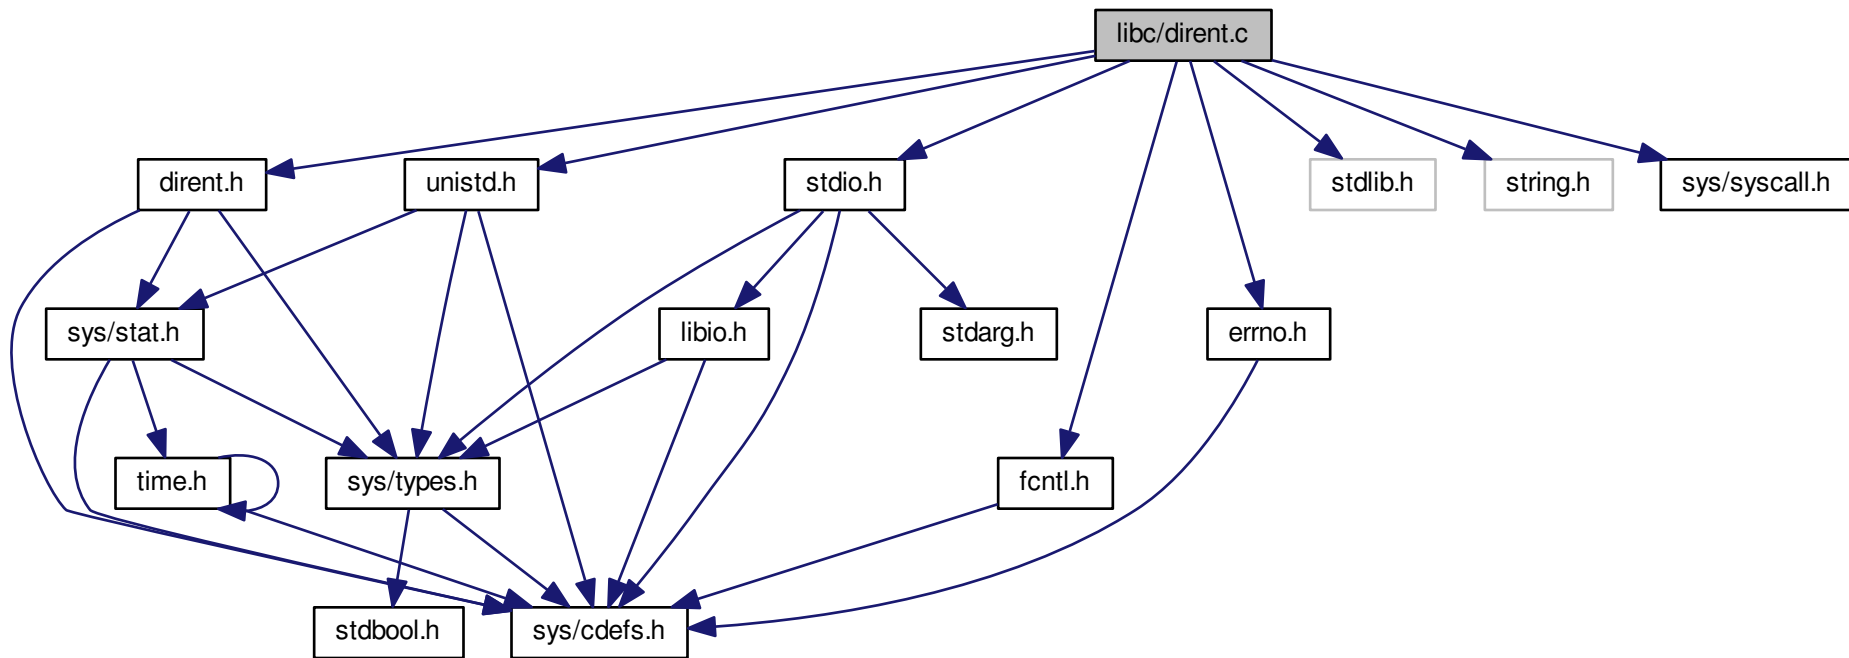 libc/dirent.c
dirent.h
unistd.h
stdio.h
stdlib.h
string.h
sys/syscall.h
sys/stat.h
libio.h
stdarg.h
errno.h
time.h
sys/types.h
fcntl.h
stdbool.h
sys/cdefs.h